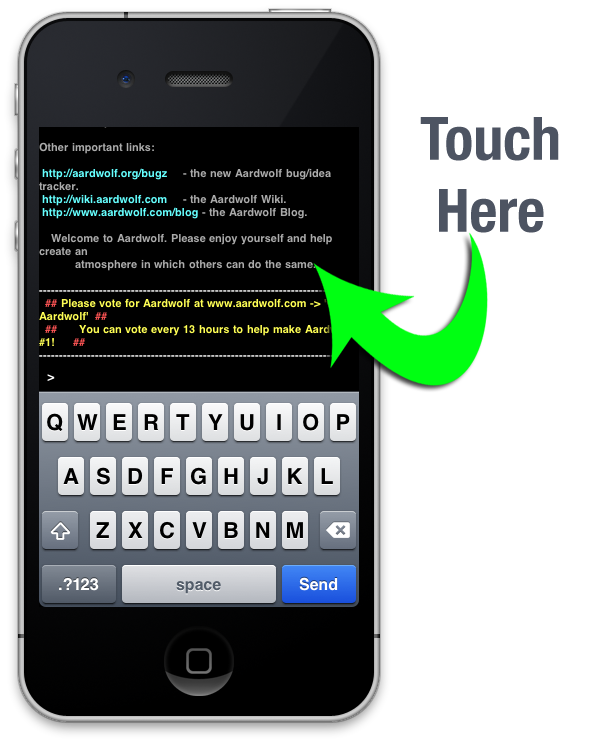 Other important links:
http://aardwolf.org/bugz - the new Aardwolf bug/idea
tracker.
http://wiki.aardwolf.com - the Aardwolf Wiki.
http://www.aardwolf.com/blog - the Aardwolf Blog.
Welcome to Aardwolf. Please enjoy yourself and help
create an
atmosphere in which others can do the same.
--------------------------------------------------------------------------
## Please vote for Aardwolf at www.aardwolf.com -> '
Aardwolf' ##
## You can vote every 13 hours to help make
#1! ##
--------------------------------------------------------------------------
>
Q W E R T Y U I O P
A S D F G H J K L
Z X C V B N M
.?123 space Send
Touch
Here